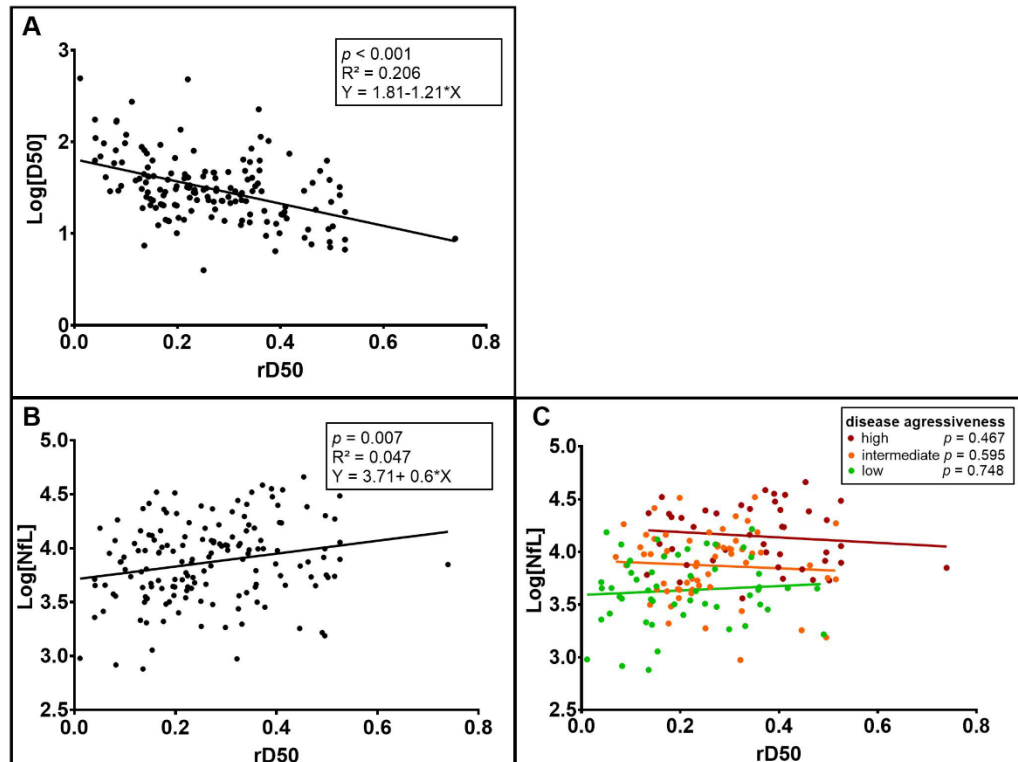 A
3
2
1
0
Log[D50]
p < 0.001
R² = 0.206
Y = 1.81-1.21*X
0.0 0.2 0.4 0.6 0.8
rD50
B
5.0
4.5
4.0
3.5
3.0
2.5
Log[NfL]
p = 0.007
R² = 0.047
Y = 3.71+ 0.6*X
0.0 0.2 0.4 0.6 0.8
rD50
C
5.0
4.5
4.0
3.5
3.0
2.5
Log[NfL]
disease agressiveness
high p = 0.467
intermediate p = 0.595
low p = 0.748
0.0 0.2 0.4 0.6 0.8
rD50